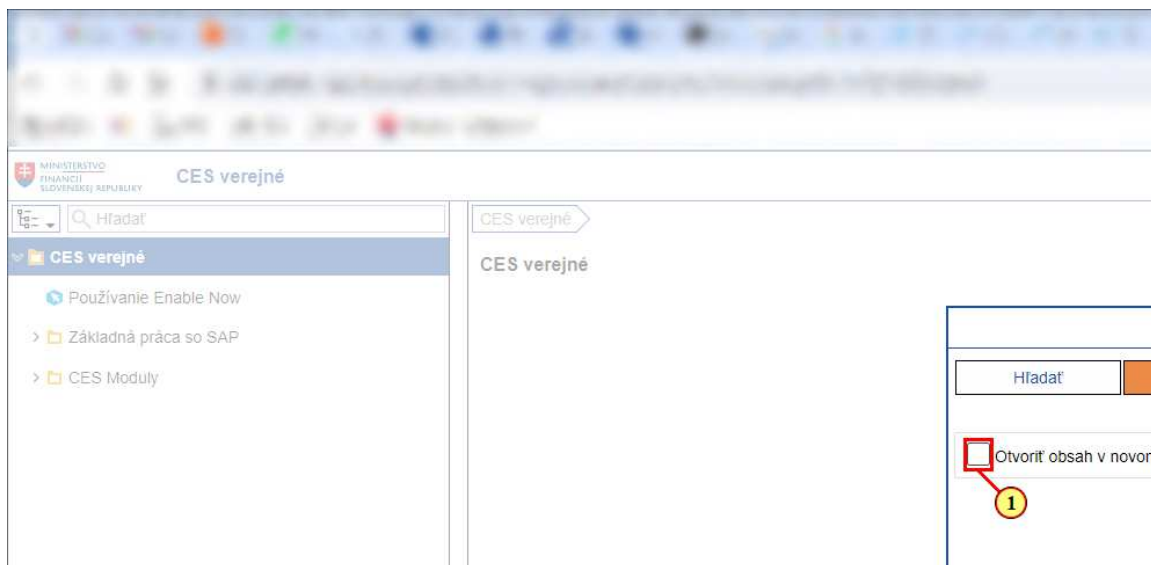 MINISTERSTVO
FINANCIÍ
SLOVENSKEJ REPUBLIKY
CES verejné
Hľadať
CES verejné
CES verejné
CES verejné
Používanie Enable Now
Základná práca so SAP
CES Moduly
Hľadať
Otvoriť obsah v novor
1